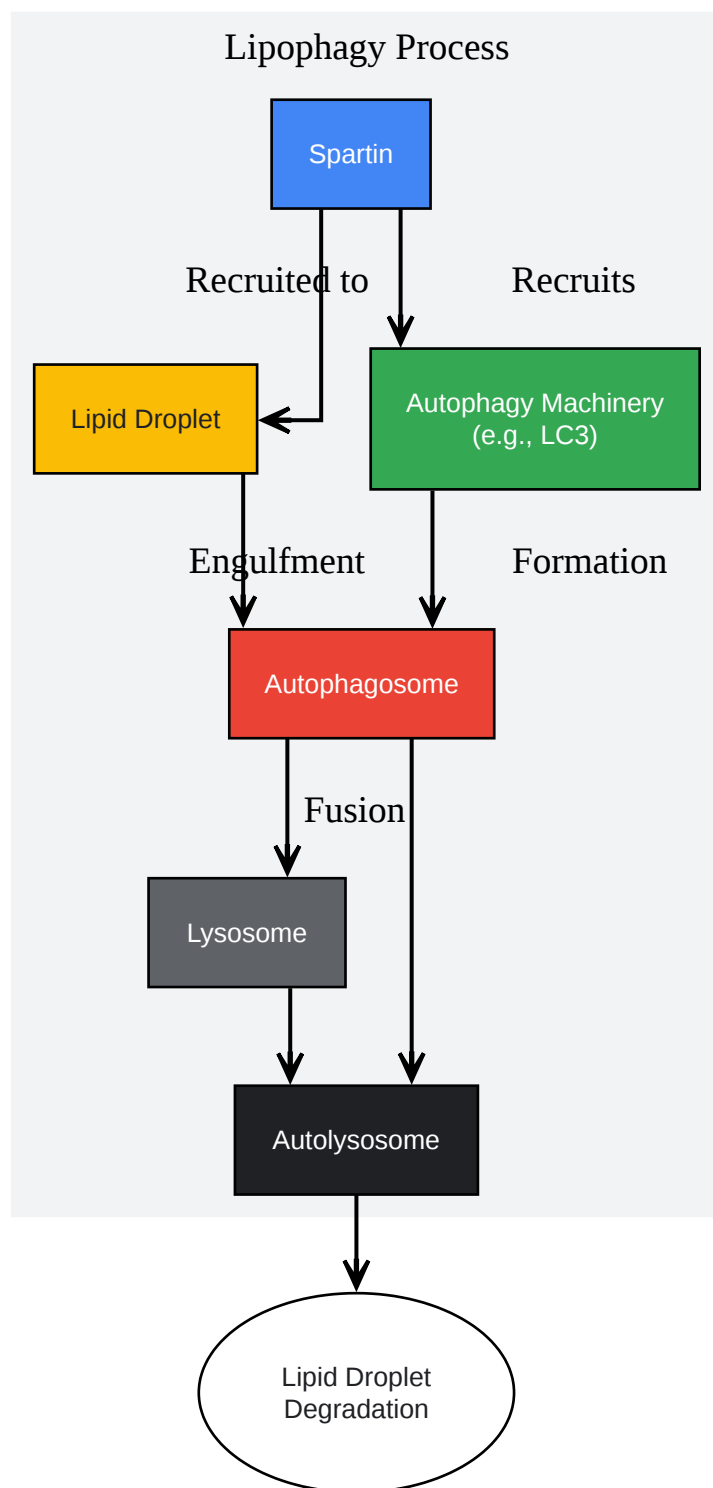 Lipophagy Process
Spartin
Recruited to
Recruits
Lipid Droplet
Autophagy Machinery
(e.g., LC3)
Engulfment
Formation
Autophagosome
Fusion
Lysosome
Autolysosome
Lipid Droplet
Degradation